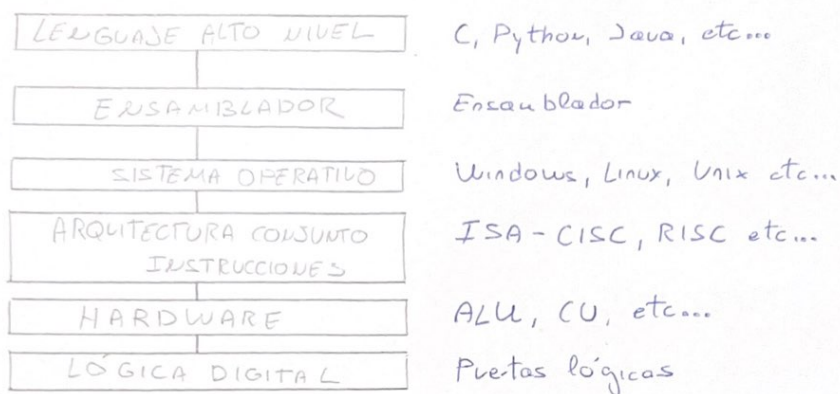 LENGUAJE ALTO NIVEL
C, Python, Java, etc...
ENSAMBLADOR
Ensamblador
SISTEMA OPERATIVO
Windows, Linux, Unix etc...
ARQUITECTURA CONJUNTO
INSTRUCCIONES
ISA - CISC, RISC etc...
HARDWARE
ALU, CU, etc...
LÓGICA DIGITAL
Puertas lógicas